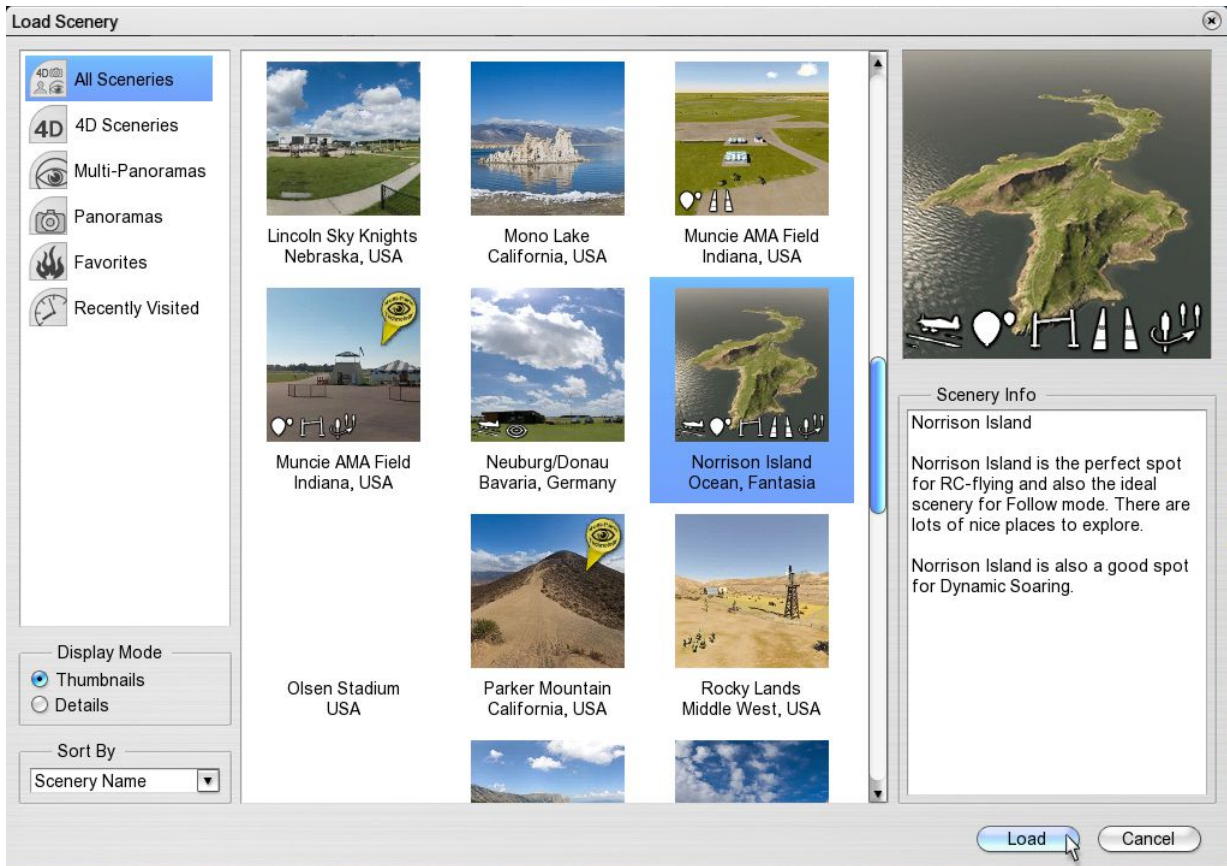 Load Scenery
All Sceneries
4D Sceneries
Multi-Panoramas
Panoramas
Favorites
Recently Visited
Display Mode
Thumbnails
Details
Sort By
Scenery Name
Lincoln Sky Knights
Nebraska, USA
Mono Lake
California, USA
Muncie AMA Field
Indiana, USA
Muncie AMA Field
Indiana, USA
Neuburg/Donau
Bavaria, Germany
Norrison Island
Ocean, Fantasia
Olsen Stadium
USA
Parker Mountain
California, USA
Rocky Lands
Middle West, USA
Scenery Info
Norrison Island
Norrison Island is the perfect spot
for RC-flying and also the ideal
scenery for Follow mode. There are
lots of nice places to explore.
Norrison Island is also a good spot
for Dynamic Soaring.
Load
Cancel
4D
4D